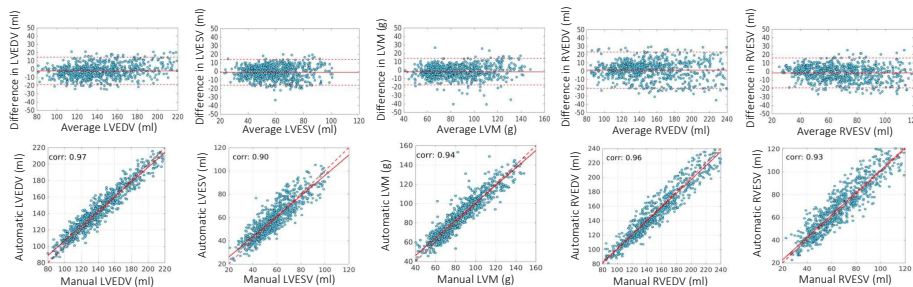 Difference in LVEDV (ml)
50
40
30
20
10
0
-10
-20
-30
-40
-50
80 100 120 140 160 180 200 220
Average LVEDV (ml)
Difference in LVESV (ml)
50
40
30
20
10
0
-10
-20
-30
-40
-50
20 40 60 80 100 120
Average LVESV (ml)
Difference in LVM (g)
50
40
30
20
10
0
-10
-20
-30
-40
-50
40 60 80 100 120 140 160
Average LVM (g)
Difference in RVEDV (ml)
50
40
30
20
10
0
-10
-20
-30
-40
-50
80 100 120 140 160 180 200 220 240
Average RVEDV (ml)
Difference in RVESV (ml)
50
40
30
20
10
0
-10
-20
-30
-40
-50
20 40 60 80 100
Average RVESV (ml)
Automatic LVEDV (ml)
220
200
180
160
140
120
100
80
corr: 0.97
80 100 120 140 160 180 200 220
Manual LVEDV (ml)
Automatic LVESV (ml)
120
100
80
60
40
20
corr: 0.90
20 40 60 80 100 120
Manual LVESV (ml)
Automatic LVM (g)
160
140
120
100
80
60
40
corr: 0.94
40 60 80 100 120 140 160
Manual LVM (g)
Automatic RVEDV (ml)
240
220
200
180
160
140
120
100
80
corr: 0.96
80 100 120 140 160 180 200 220 240
Manual RVEDV (ml)
Automatic RVESV (ml)
120
100
80
60
40
20
corr: 0.93
20 40 60 80 100 120
Manual RVESV (ml)